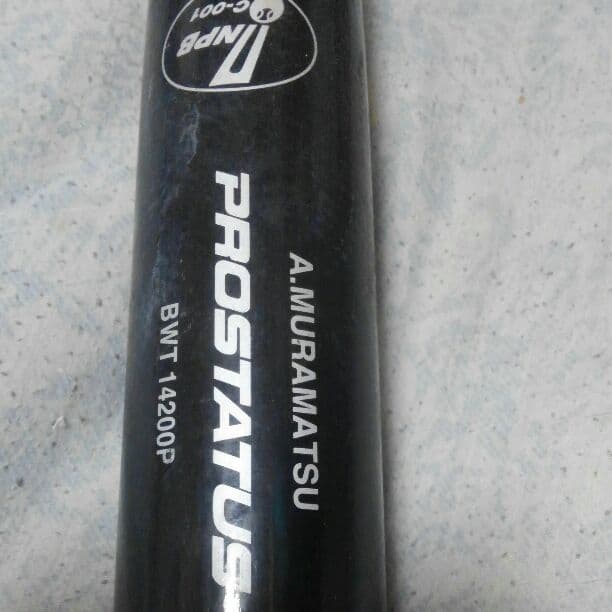 NPB
C-001
PROSTATUS
A.MURAMATSU
BWT 14200P